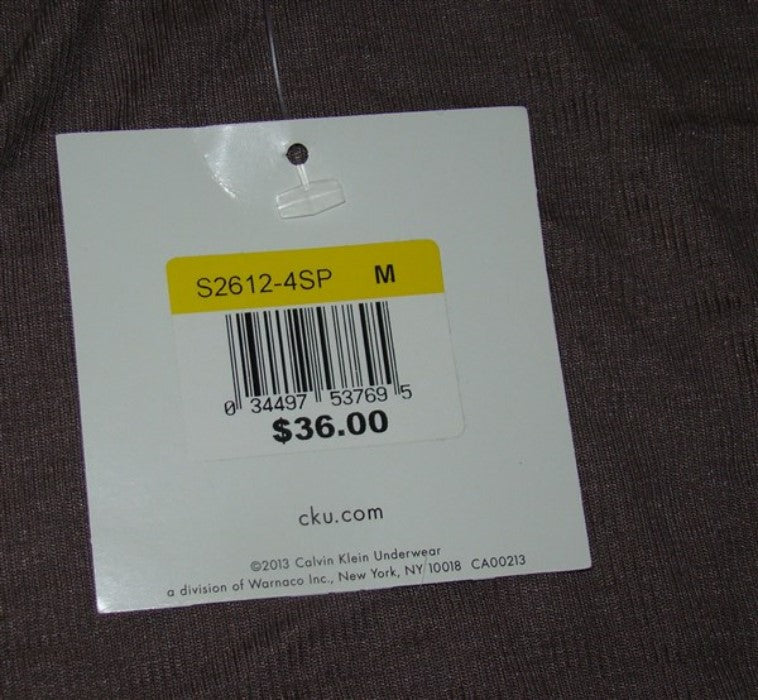 S2612-4SP M
0 34497 53769 5
$36.00
cku.com
©2013 Calvin Klein Underwear
a division of Warnaco Inc., New York, NY 10018 CA00213